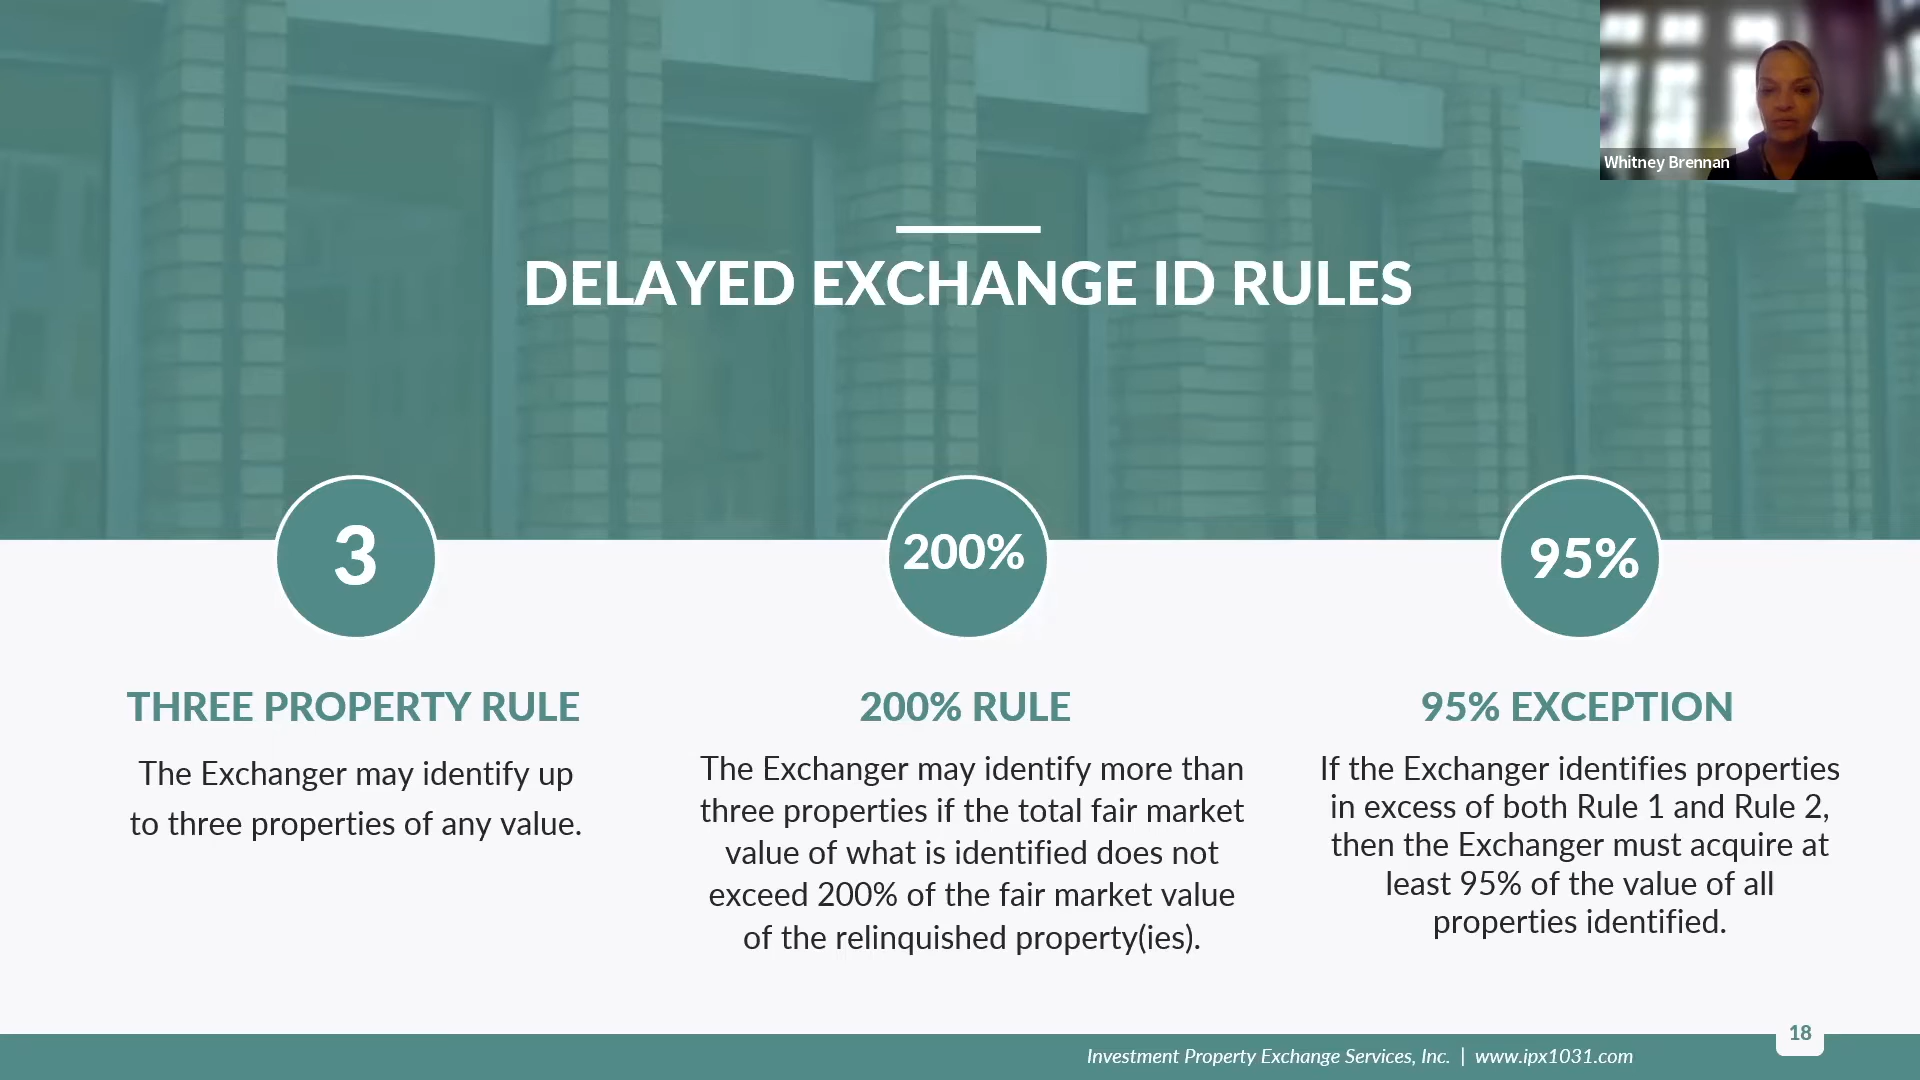 Whitney Brennan
DELAYED EXCHANGE ID RULES
3
THREE PROPERTY RULE
The Exchanger may identify up
to three properties of any value.
200%
200% RULE
The Exchanger may identify more than
three properties if the total fair market
value of what is identified does not
exceed 200% of the fair market value
of the relinquished property(ies).
95%
95% EXCEPTION
If the Exchanger identifies properties
in excess of both Rule 1 and Rule 2,
then the Exchanger must acquire at
least 95% of the value of all
properties identified.
Investment Property Exchange Services, Inc. | www.ipx1031.com
18